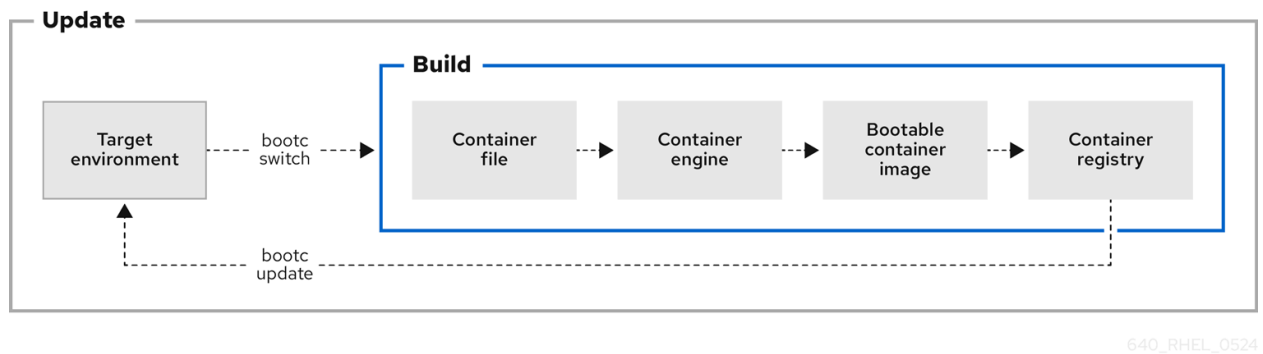 Update
Build
Target
environment
bootc
switch
Container
file
Container
engine
Bootable
container
image
Container
registry
bootc
update
640_RHEL_0524